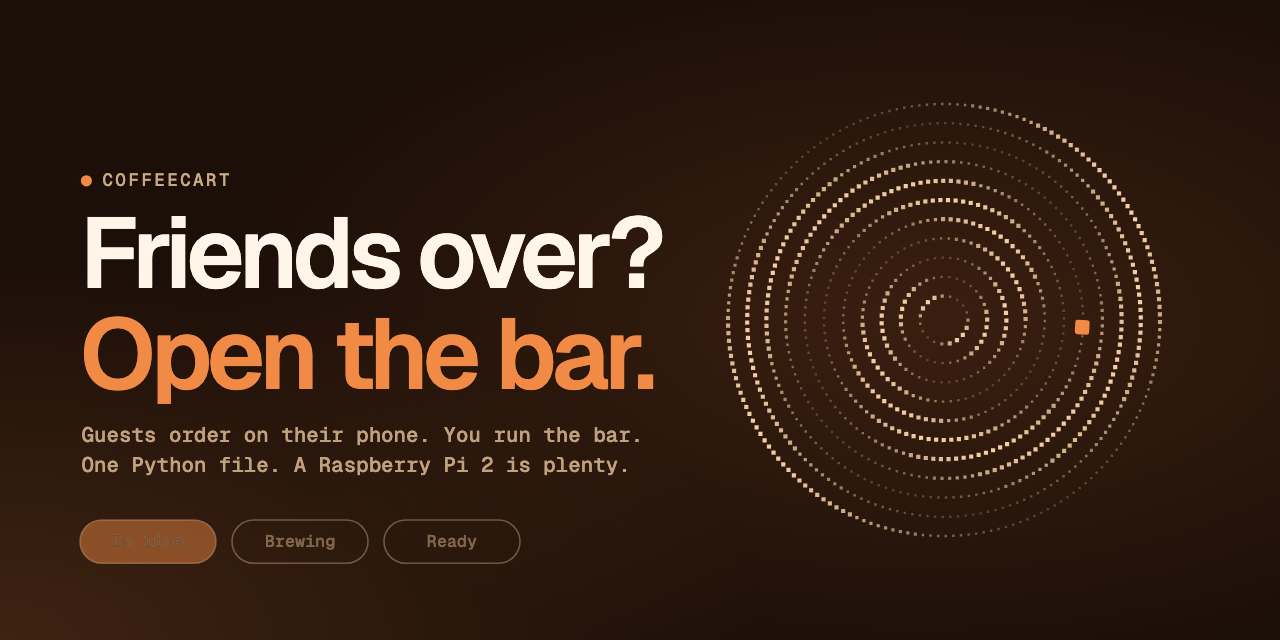 COFFEECART
Friends over?
Open the bar.
Guests order on their phone. You run the bar.
One Python file. A Raspberry Pi 2 is plenty.
In line
Brewing
Ready